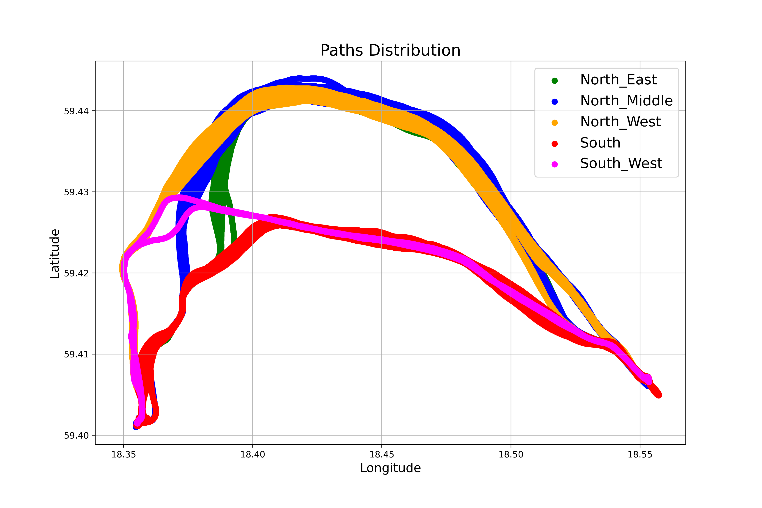 Paths Distribution
North_East
North_Middle
North_West
South
South_West
59.44
59.43
59.42
59.41
59.40
Latitude
18.35 18.40 18.45 18.50 18.55
Longitude